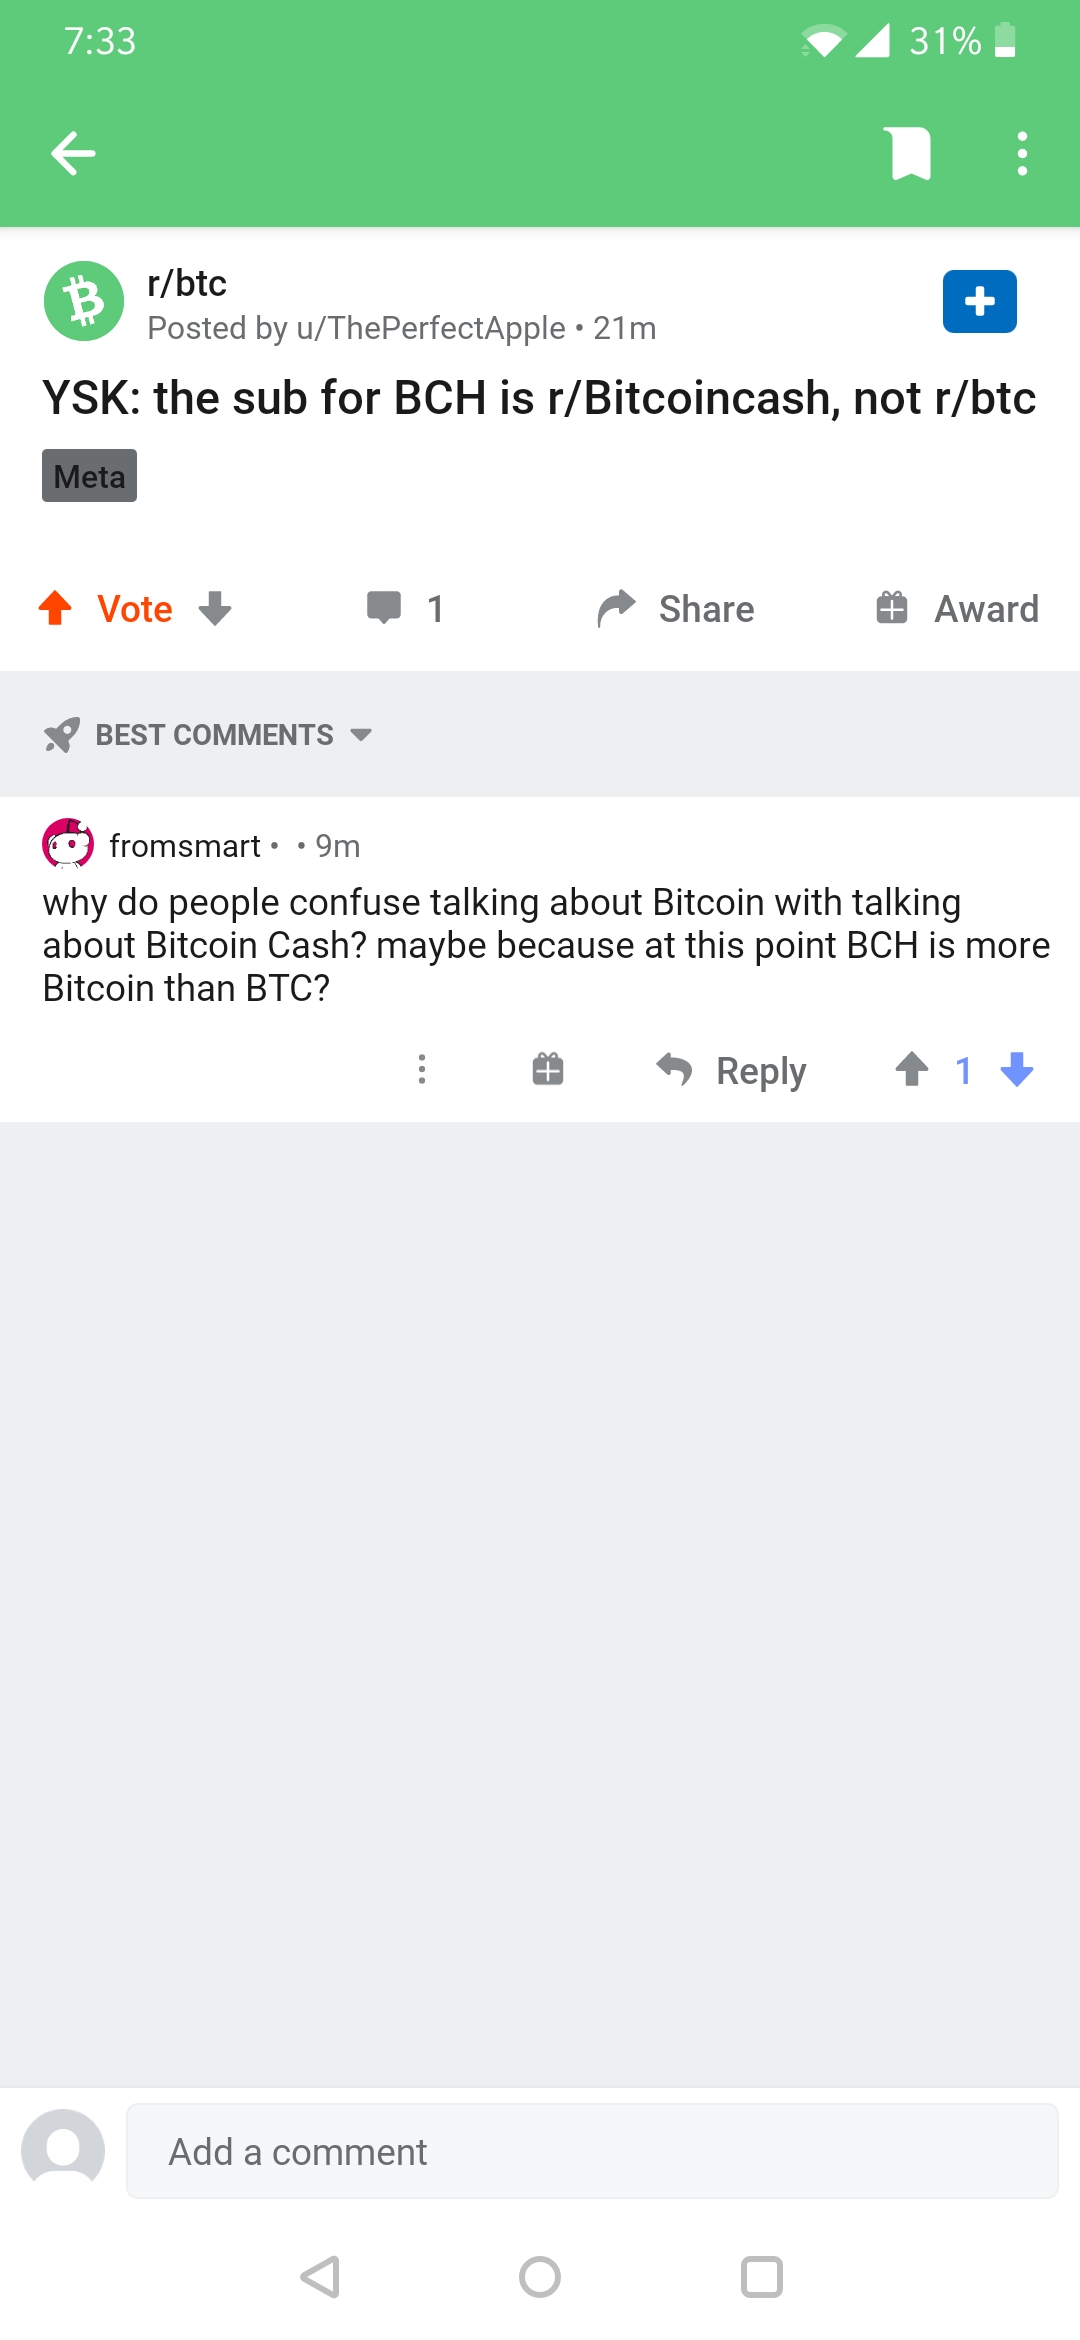 7:33
31%
r/btc
Posted by u/ThePerfectApple • 21m
YSK: the sub for BCH is r/Bitcoincash, not r/btc
Meta
Vote
1
Share
Award
BEST COMMENTS
fromsmart • • 9m
why do people confuse talking about Bitcoin with talking
about Bitcoin Cash? maybe because at this point BCH is more
Bitcoin than BTC?
Reply
1
Add a comment